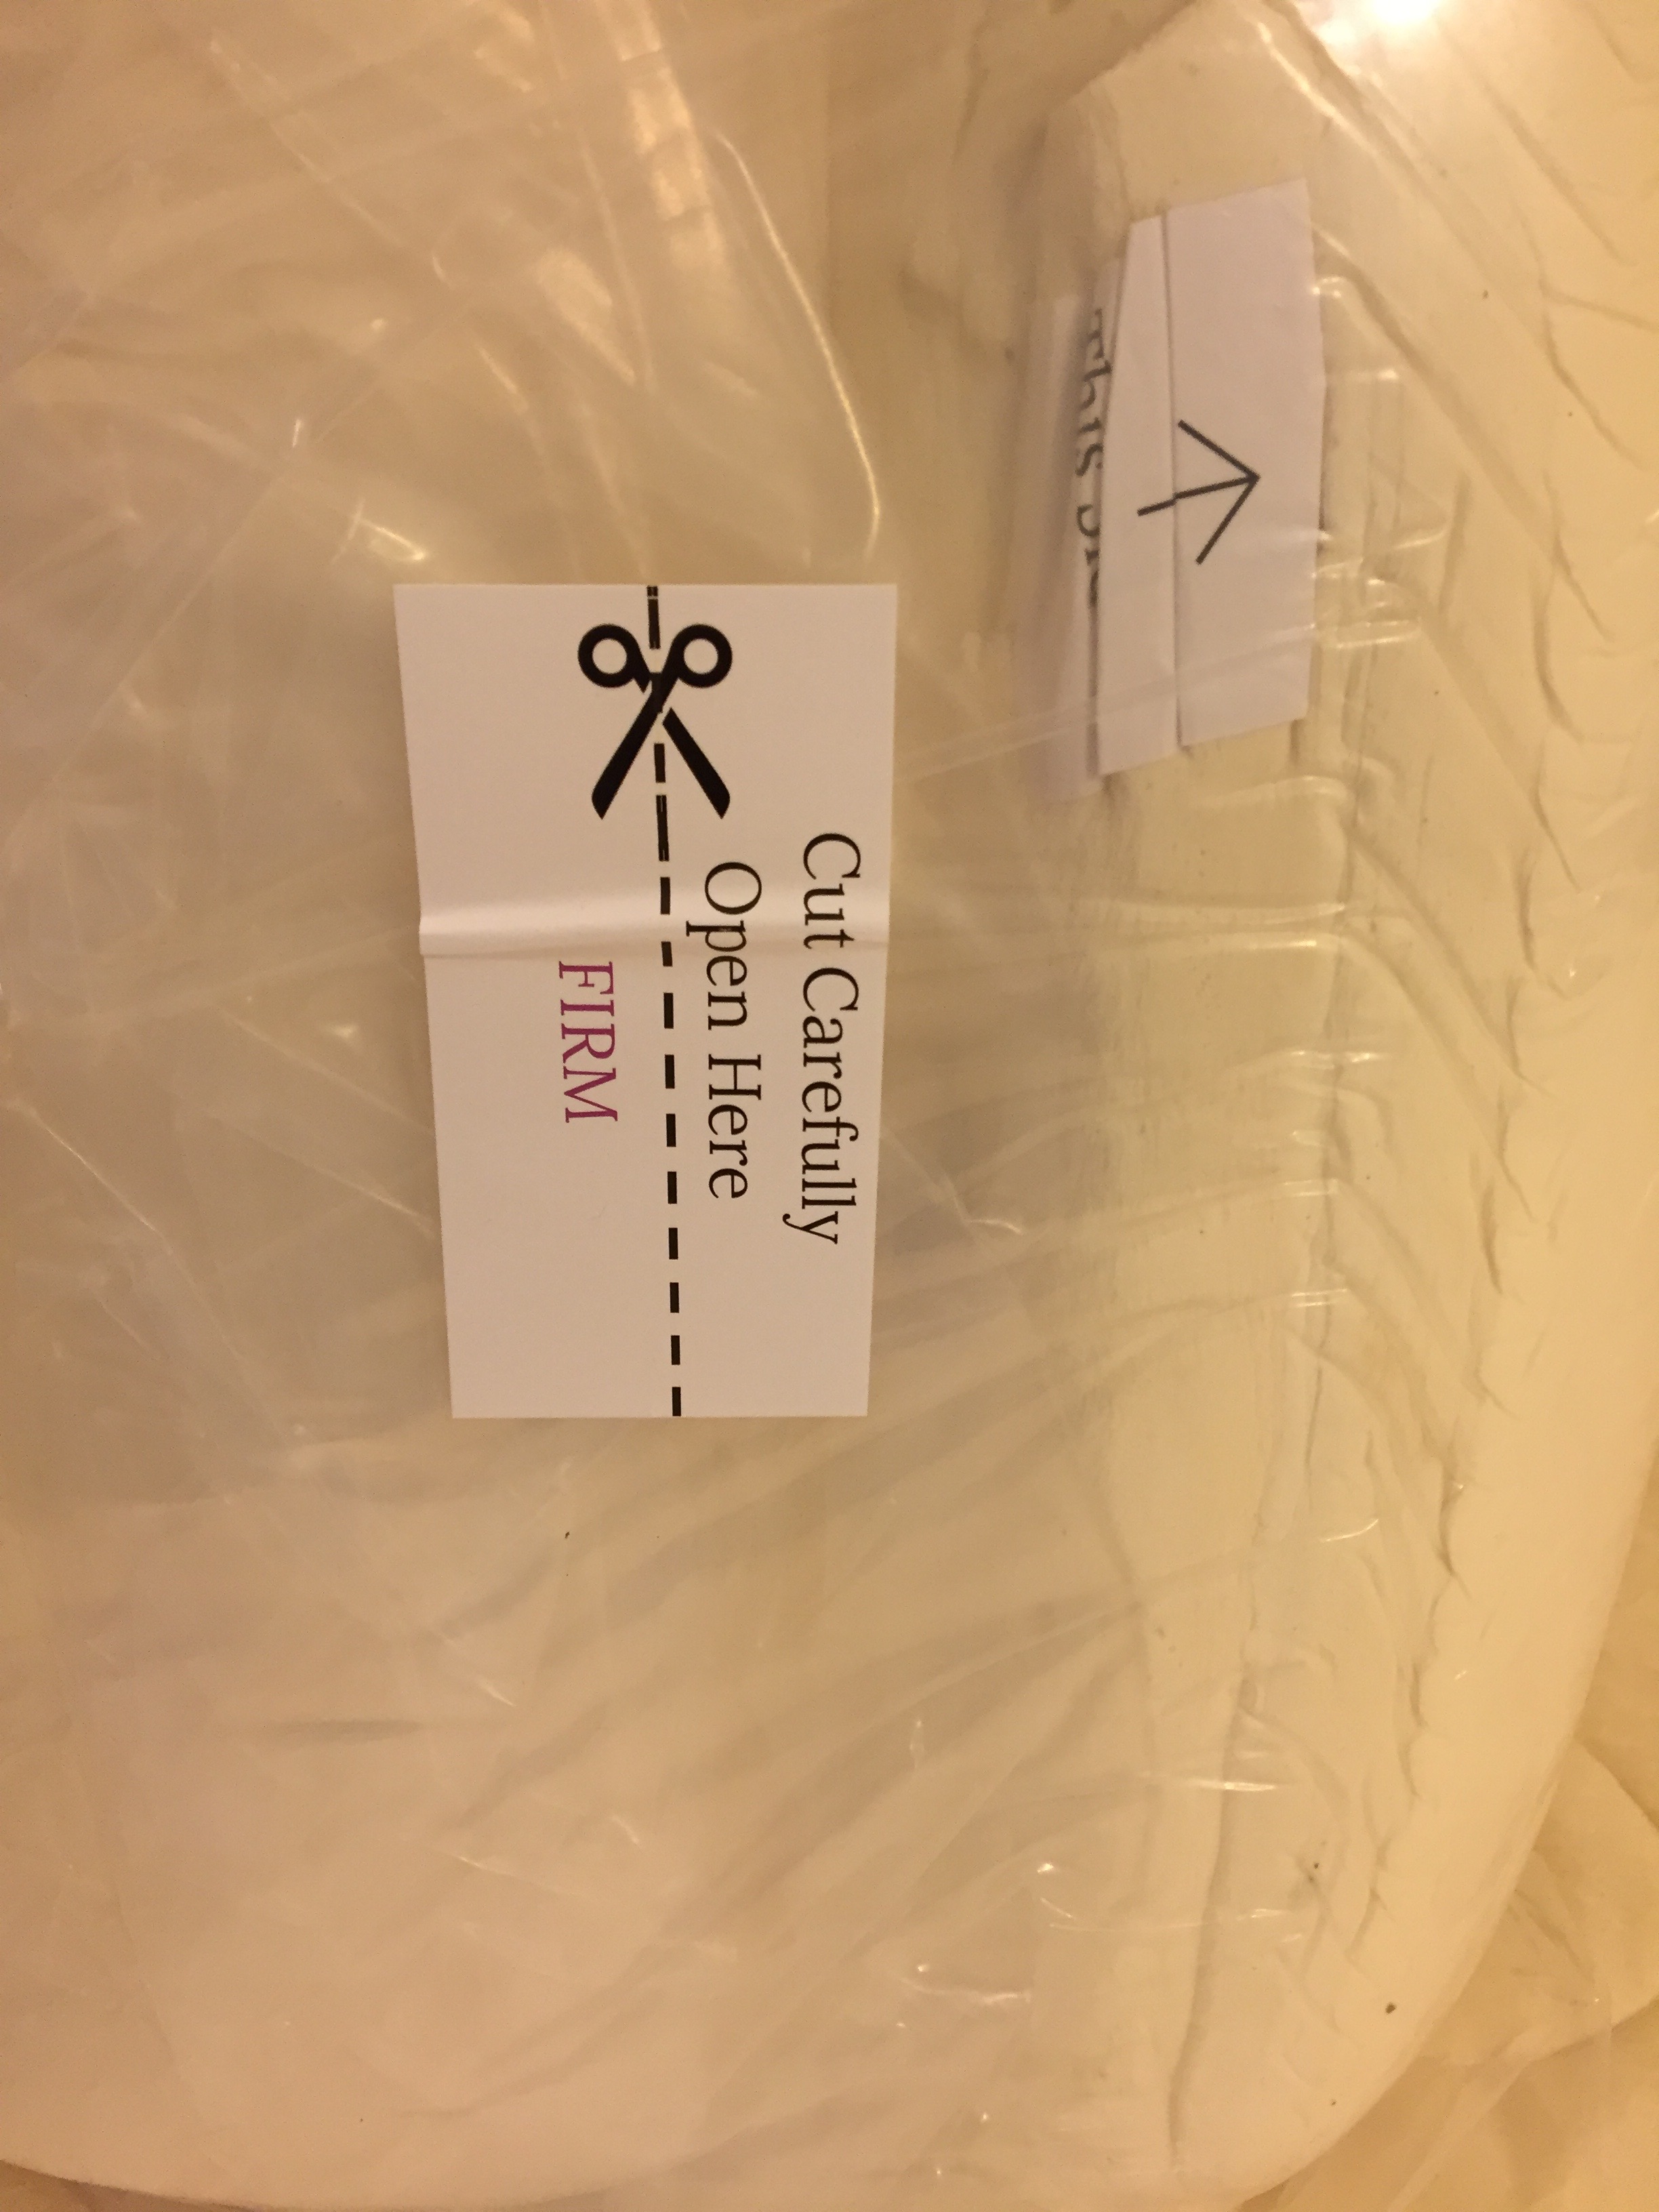 Cut Carefully
Open Here
FIRM
This